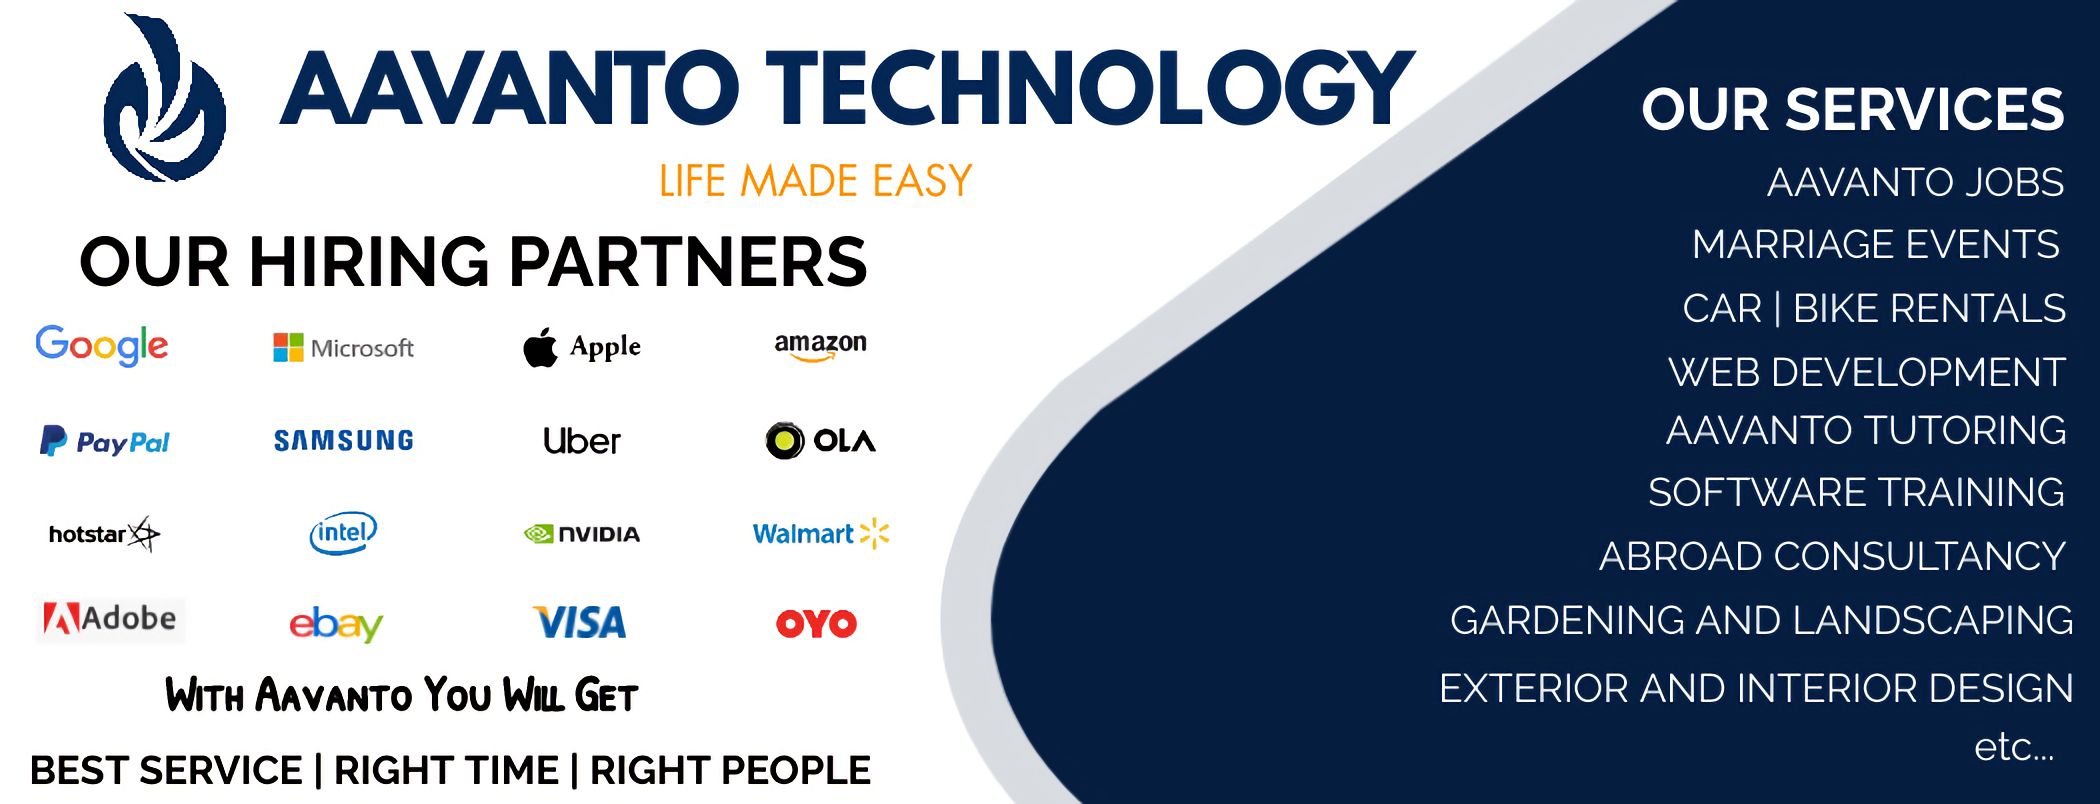 AAVANTO TECHNOLOGY
LIFE MADE EASY
OUR HIRING PARTNERS
Google Microsoft Apple amazon
PayPal SAMSUNG Uber OLA
hotstar intel NVIDIA Walmart
Adobe ebay VISA OYO
With Aavanto You Will Get
BEST SERVICE | RIGHT TIME | RIGHT PEOPLE
OUR SERVICES
AAVANTO JOBS
MARRIAGE EVENTS
CAR | BIKE RENTALS
WEB DEVELOPMENT
AAVANTO TUTORING
SOFTWARE TRAINING
ABROAD CONSULTANCY
GARDENING AND LANDSCAPING
EXTERIOR AND INTERIOR DESIGN
etc...